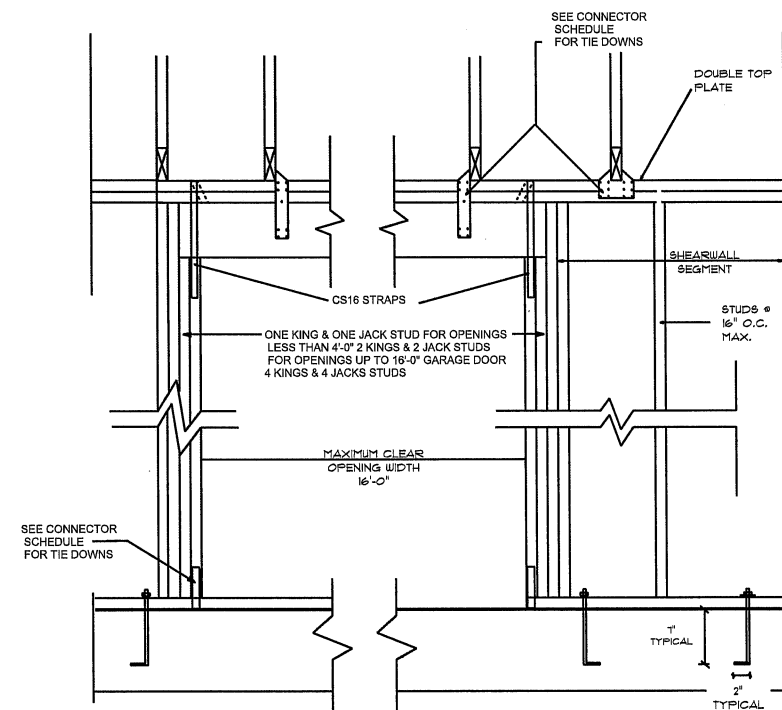 SEE CONNECTOR
SCHEDULE
FOR TIE DOWNS
DOUBLE TOP
PLATE
SHEARWALL
SEGMENT
CS16 STRAPS
STUDS @
16" O.C.
MAX.
ONE KING & ONE JACK STUD FOR OPENINGS
LESS THAN 4'-0" 2 KINGS & 2 JACK STUDS
FOR OPENINGS UP TO 16'-0" GARAGE DOOR
4 KINGS & 4 JACKS STUDS
MAXIMUM CLEAR
OPENING WIDTH
16'-0"
SEE CONNECTOR
SCHEDULE
FOR TIE DOWNS
7"
TYPICAL
2"
TYPICAL